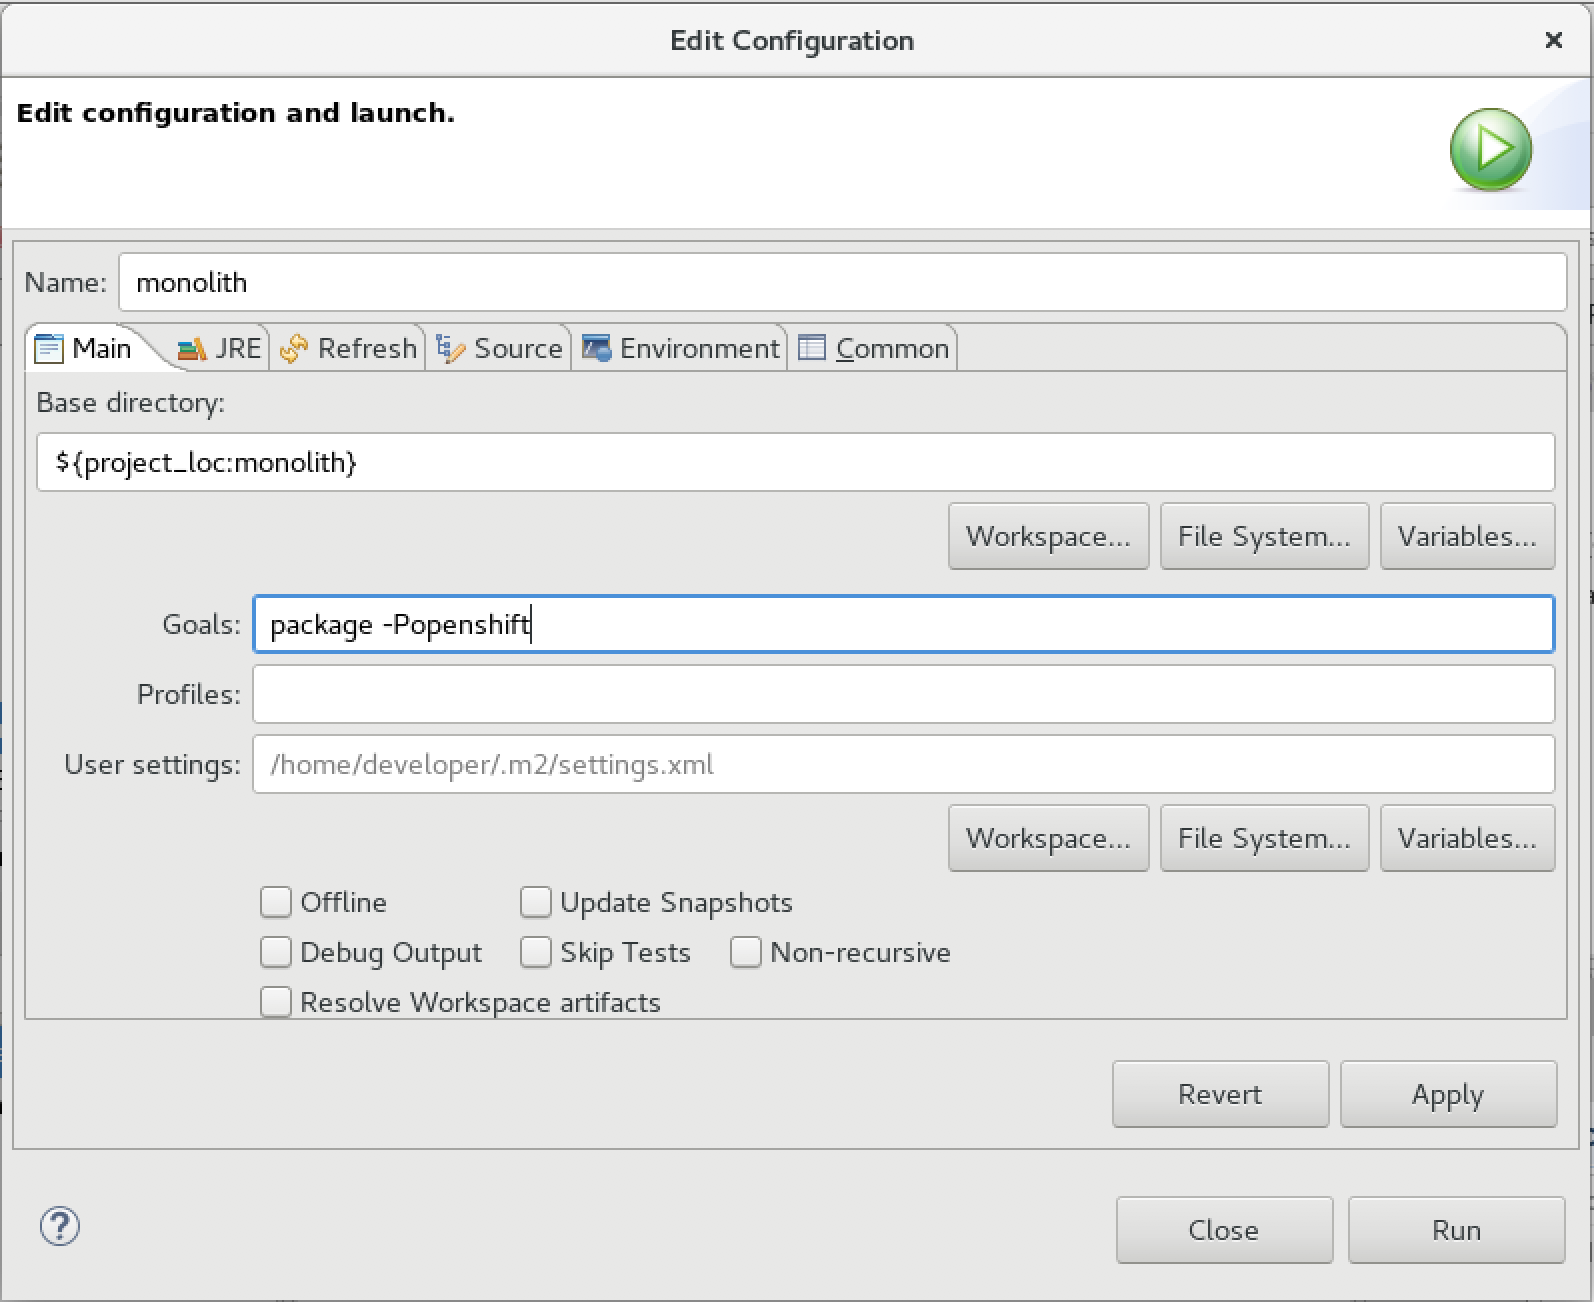 Edit Configuration
Edit configuration and launch.
Name: monolith
Main JRE Refresh Source Environment Common
Base directory:
${project_loc:monolith}
Workspace... File System... Variables...
Goals: package -Popenshift
Profiles:
User settings: /home/developer/.m2/settings.xml
Workspace... File System... Variables...
Offline Update Snapshots
Debug Output Skip Tests Non-recursive
Resolve Workspace artifacts
Revert Apply
? Close Run